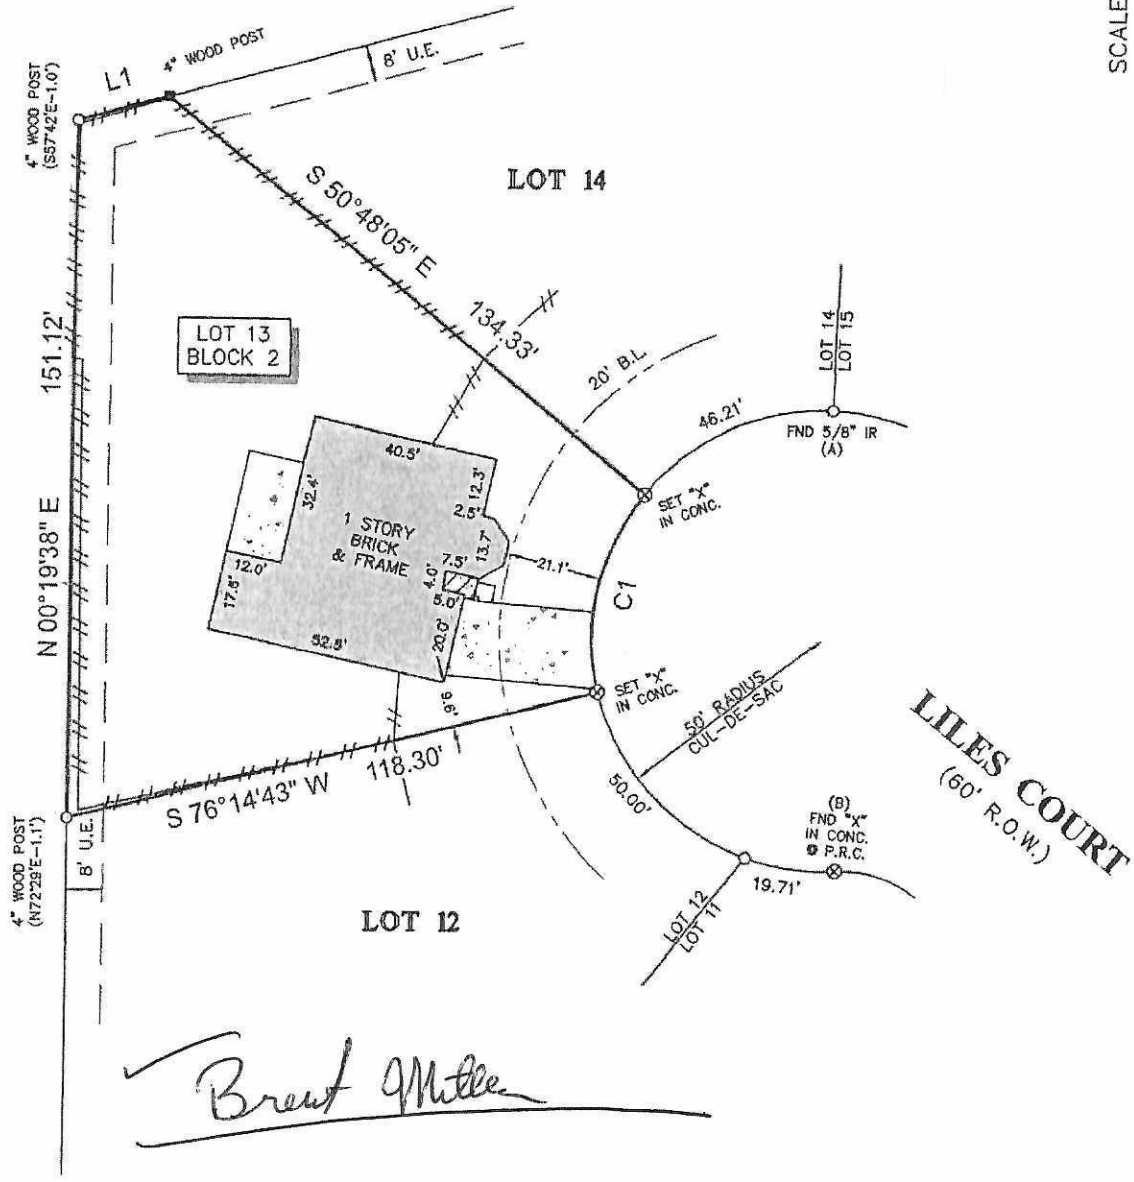 SCALE
4" WOOD POST
8' U.E.
L1
4" WOOD POST
(S57°42'E-1.0')
LOT 14
S 50°48'05" E
134.33'
LOT 13
BLOCK 2
20' B.L.
LOT 14
LOT 15
46.21'
FND 5/8" IR
(A)
SET "X"
IN CONC.
151.12'
N 00°19'38" E
40.5'
12.3'
2.5'
32.4'
1 STORY
BRICK
& FRAME
13.7'
7.5'
4.0'
5.0'
21.1'
C1
12.0'
17.6'
52.5'
20.0'
9.9'
SET "X"
IN CONC.
50' RADIUS
CUL-DE-SAC
LILES COURT
(60' R.O.W.)
S 76°14'43" W
118.30'
50.00'
(B)
FND "X"
IN CONC.
@ P.R.C.
19.71'
4" WOOD POST
(N72°29'E-1.1')
8' U.E.
LOT 12
LOT 12
LOT 11
Brent Miller